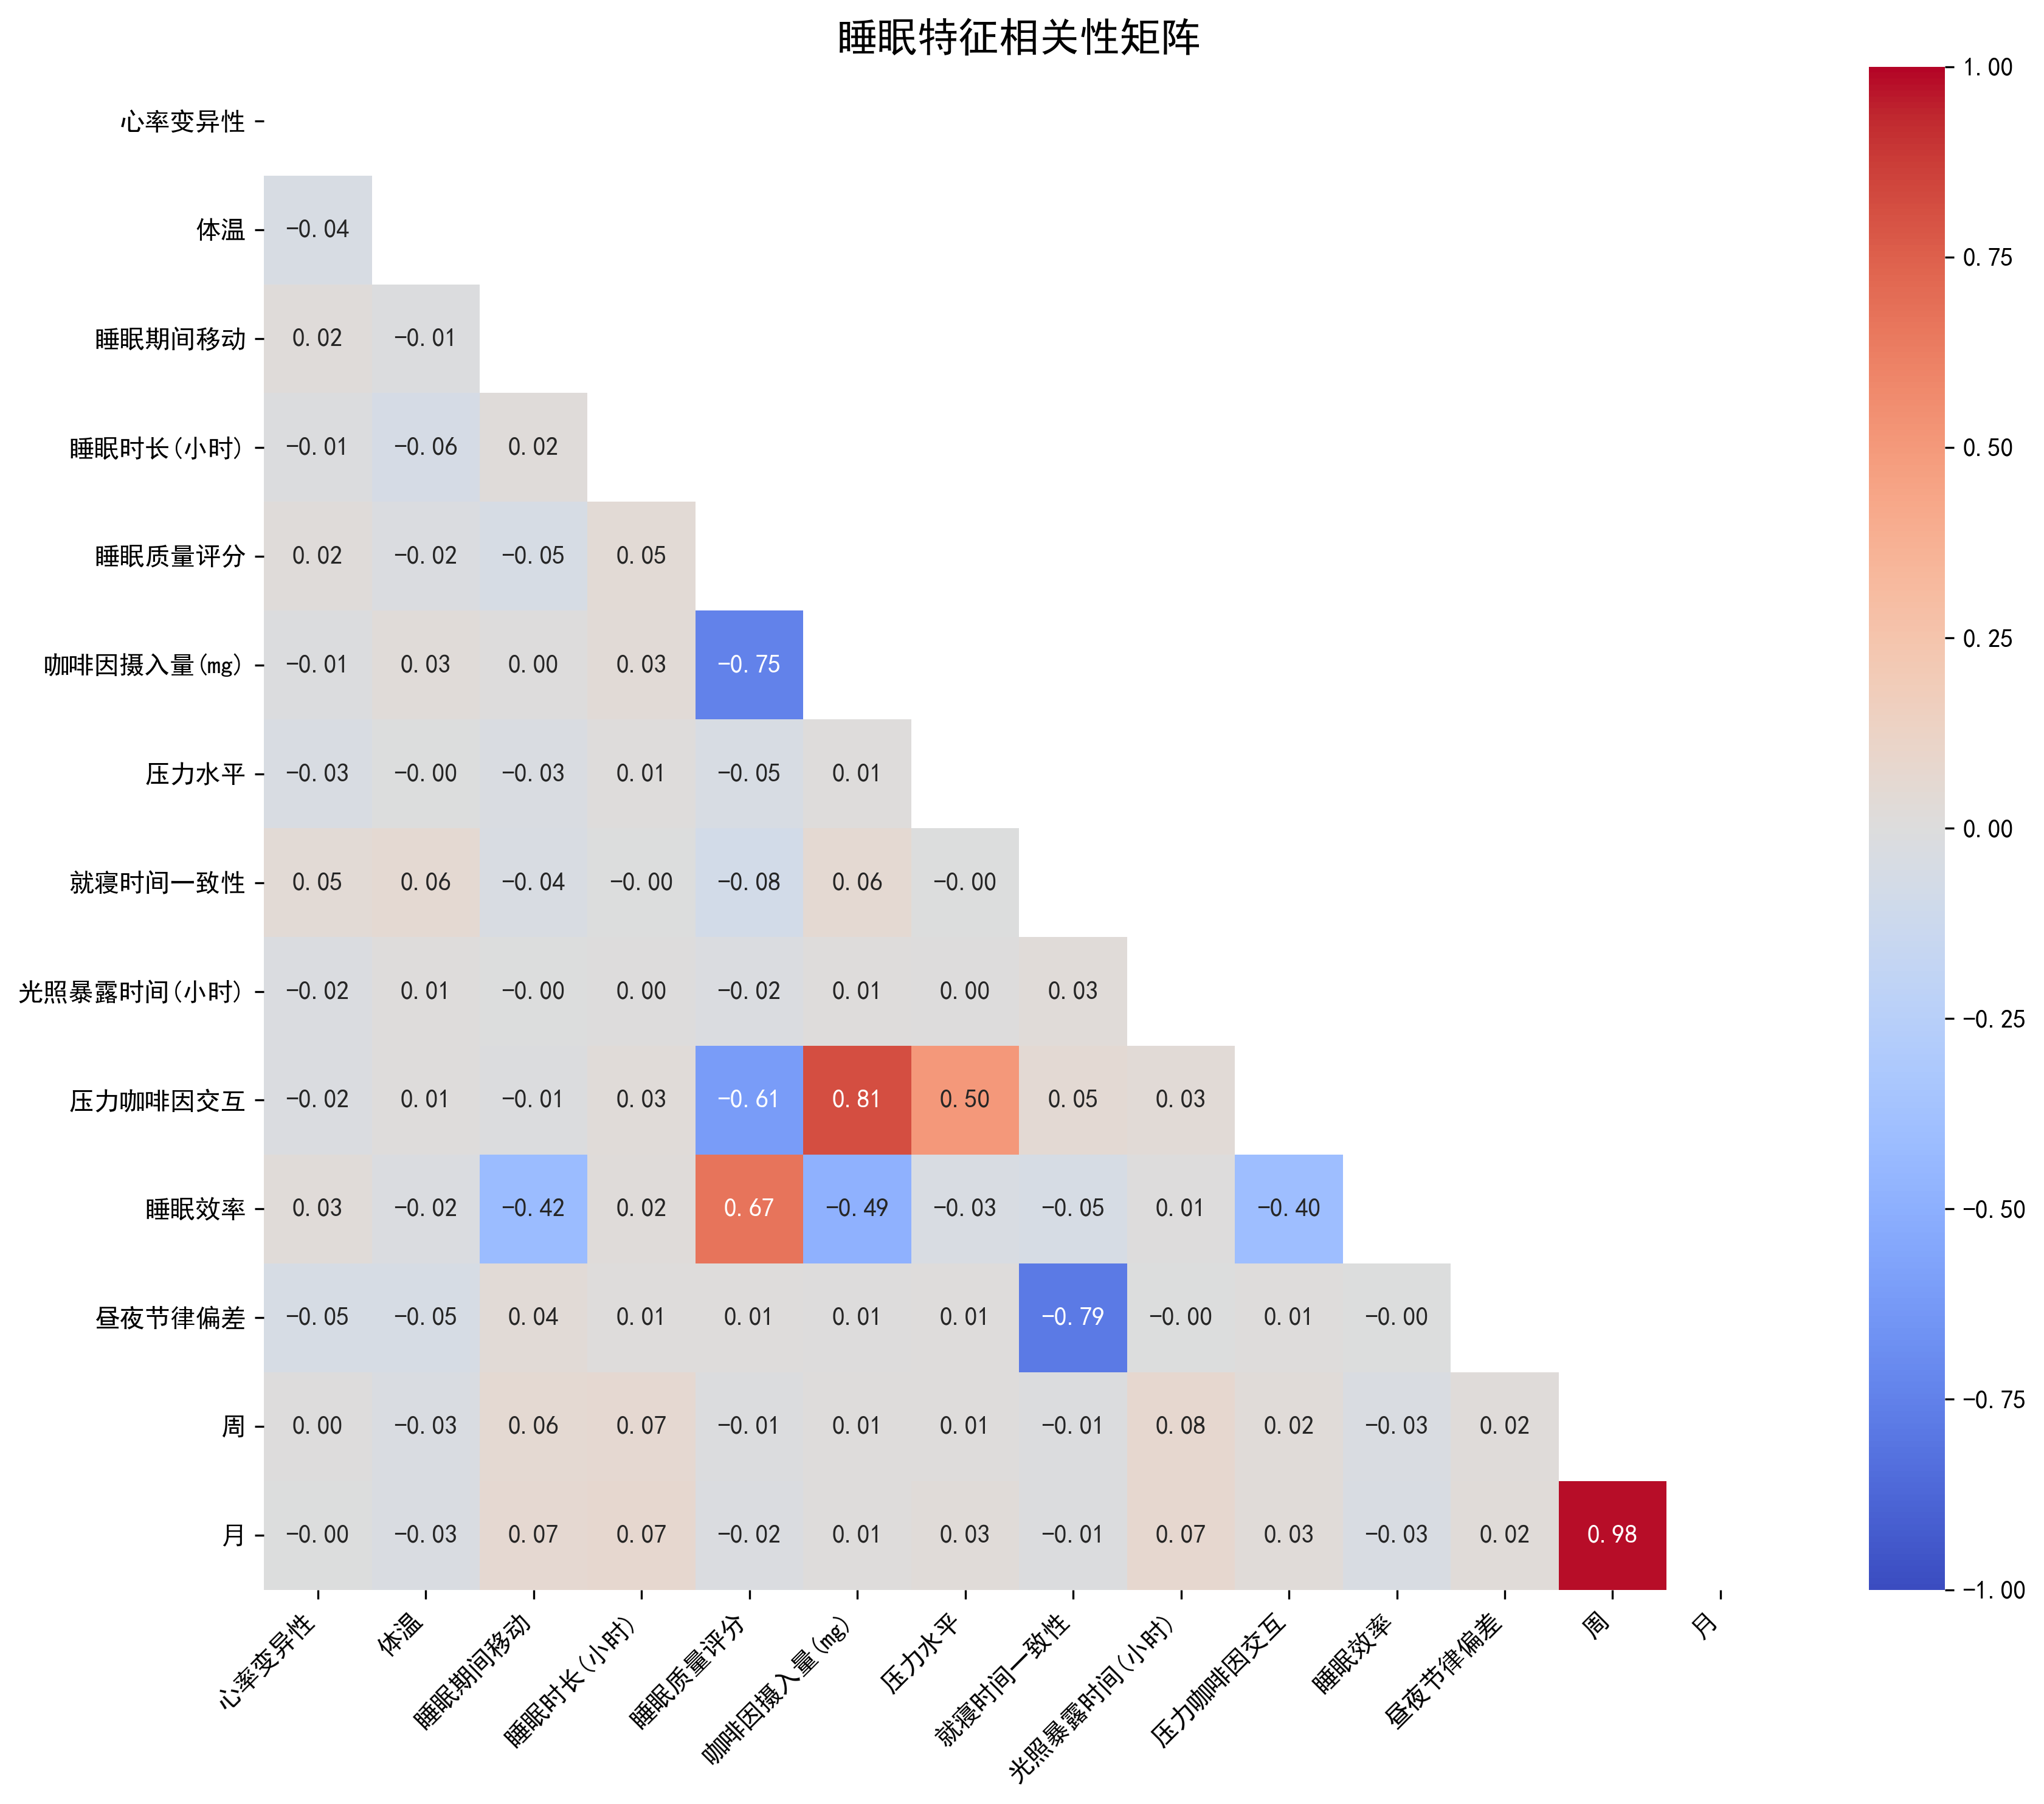 睡眠特征相关性矩阵
心率变异性
体温 -0.04
睡眠期间移动 0.02 -0.01
睡眠时长(小时) -0.01 -0.06 0.02
睡眠质量评分 0.02 -0.02 -0.05 0.05
咖啡因摄入量(mg) -0.01 0.03 0.00 0.03 -0.75
压力水平 -0.03 -0.00 -0.03 0.01 -0.05 0.01
就寝时间一致性 0.05 0.06 -0.04 -0.00 -0.08 0.06 -0.00
光照暴露时间(小时) -0.02 0.01 -0.00 0.00 -0.02 0.01 0.00 0.03
压力咖啡因交互 -0.02 0.01 -0.01 0.03 -0.61 0.81 0.50 0.05 0.03
睡眠效率 0.03 -0.02 -0.42 0.02 0.67 -0.49 -0.03 -0.05 0.01 -0.40
昼夜节律偏差 -0.05 -0.05 0.04 0.01 0.01 0.01 0.01 -0.79 -0.00 0.01 -0.00
周 0.00 -0.03 0.06 0.07 -0.01 0.01 0.01 -0.01 0.08 0.02 -0.03 0.02
月 -0.00 -0.03 0.07 0.07 -0.02 0.01 0.03 -0.01 0.07 0.03 -0.03 0.02 0.98
心率变异性
体温
睡眠期间移动
睡眠时长(小时)
睡眠质量评分
咖啡因摄入量(mg)
压力水平
就寝时间一致性
光照暴露时间(小时)
压力咖啡因交互
睡眠效率
昼夜节律偏差
周
月
1.00
0.75
0.50
0.25
0.00
-0.25
-0.50
-0.75
-1.00